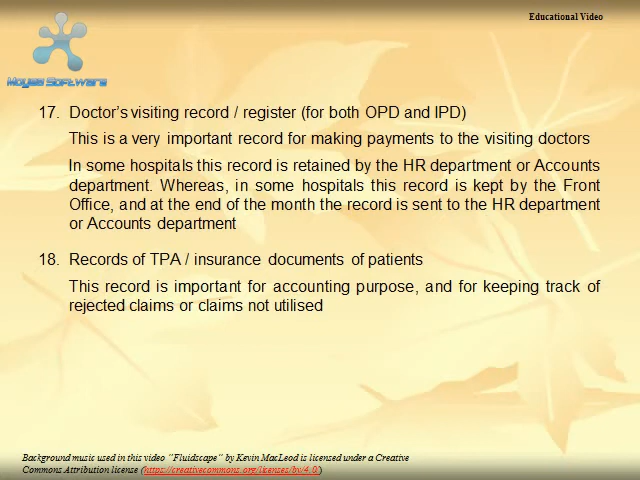 Educational Video
Moyea Software
17. Doctor's visiting record / register (for both OPD and IPD)
This is a very important record for making payments to the visiting doctors
In some hospitals this record is retained by the HR department or Accounts
department. Whereas, in some hospitals this record is kept by the Front
Office, and at the end of the month the record is sent to the HR department
or Accounts department
18. Records of TPA / insurance documents of patients
This record is important for accounting purpose, and for keeping track of
rejected claims or claims not utilised
Background music used in this video "Fluidscape" by Kevin MacLeod is licensed under a Creative
Commons Attribution license (https://creativecommons.org/licenses/by/4.0/)